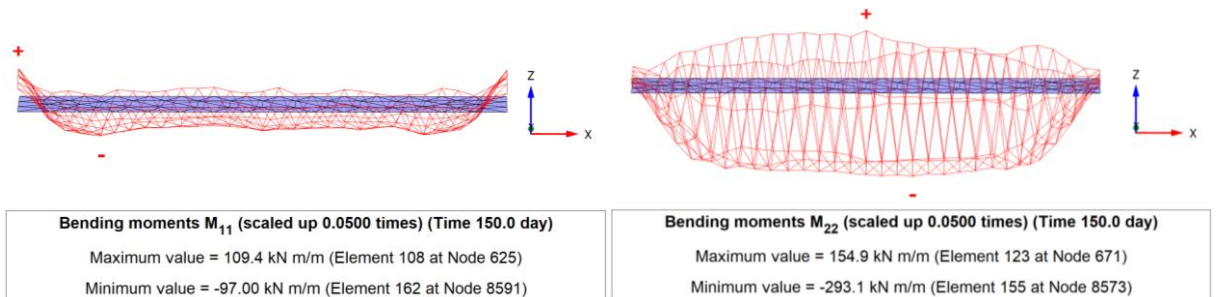 +
Z
X
-
Bending moments M11 (scaled up 0.0500 times) (Time 150.0 day)
Maximum value = 109.4 kN m/m (Element 108 at Node 625)
Minimum value = -97.00 kN m/m (Element 162 at Node 8591)
+
Z
X
-
Bending moments M22 (scaled up 0.0500 times) (Time 150.0 day)
Maximum value = 154.9 kN m/m (Element 123 at Node 671)
Minimum value = -293.1 kN m/m (Element 155 at Node 8573)